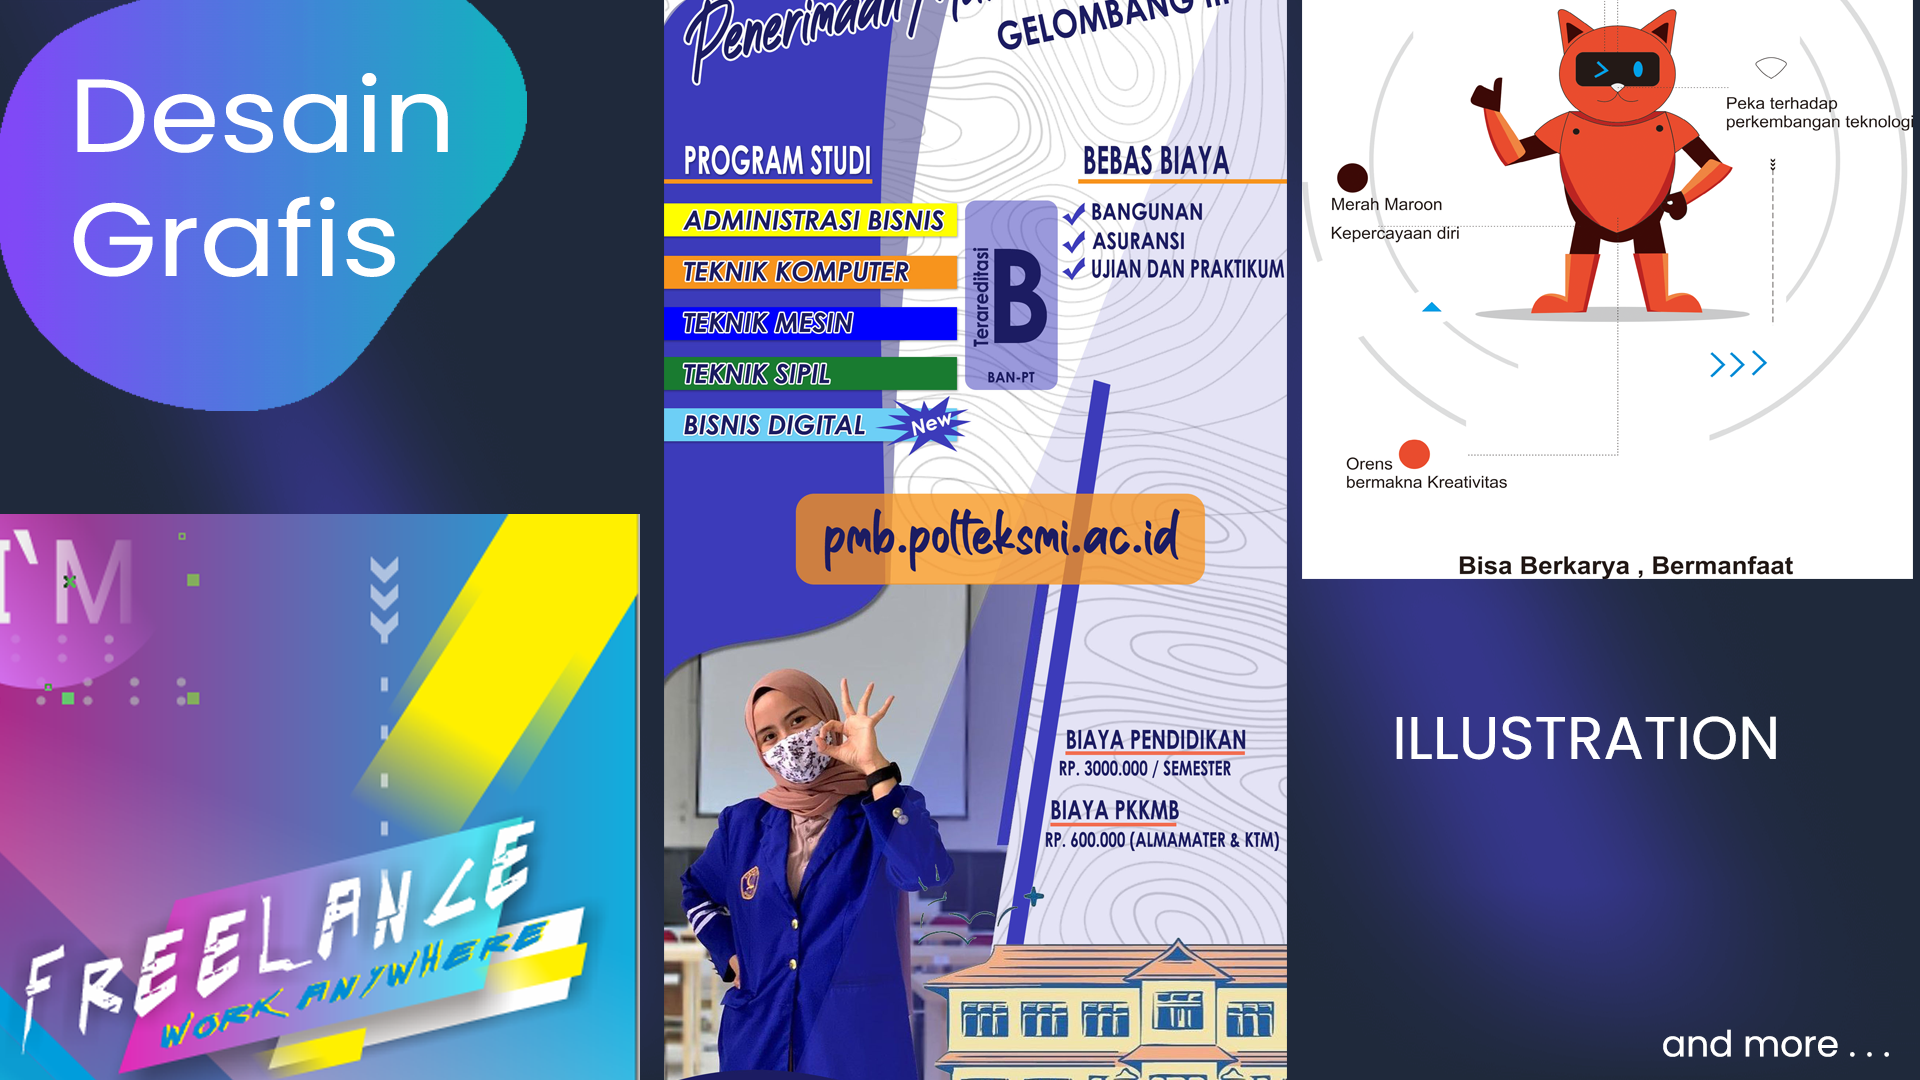 Desain
Grafis
I`M
FREELANCE
WORK ANYWHERE
Penerimaan
GELOMBANG III
PROGRAM STUDI
ADMINISTRASI BISNIS
TEKNIK KOMPUTER
TEKNIK MESIN
TEKNIK SIPIL
BISNIS DIGITAL
New
Terareditasi
B
BAN-PT
BEBAS BIAYA
BANGUNAN
ASURANSI
UJIAN DAN PRAKTIKUM
pmb.polteksmi.ac.id
BIAYA PENDIDIKAN
RP. 3000.000 / SEMESTER
BIAYA PKKMB
RP. 600.000 (ALMAMATER & KTM)
Peka terhadap
perkembangan teknologi
Merah Maroon
Kepercayaan diri
Orens
bermakna Kreativitas
Bisa Berkarya , Bermanfaat
ILLUSTRATION
and more . . .